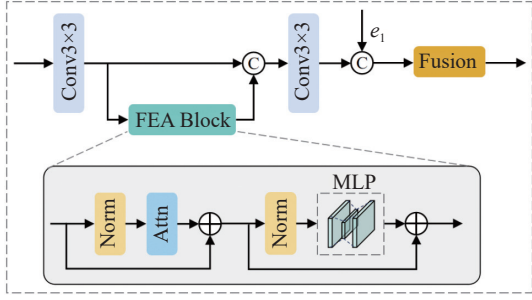 Conv3×3
FEA Block
C
Conv3×3
e₁
C
Fusion
Norm
Attn
Norm
MLP